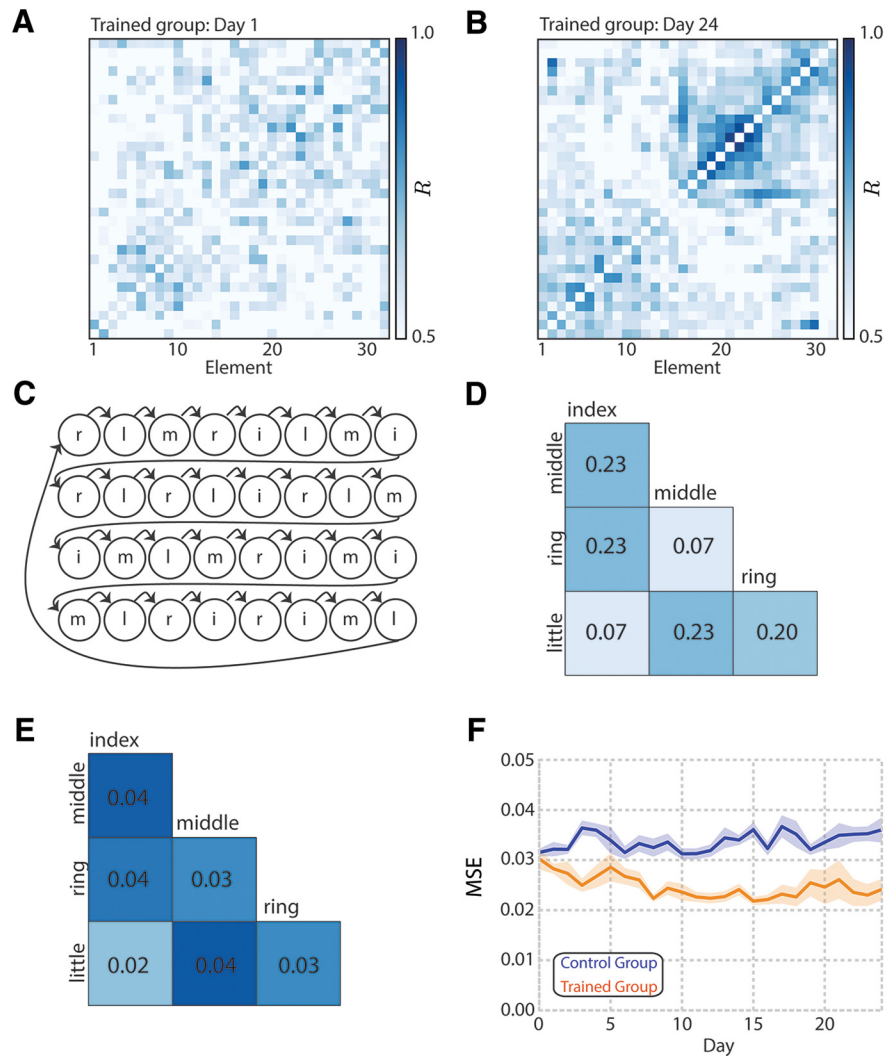 A
Trained group: Day 1
1.0
R
0.5
1 10 20 30
Element
B
Trained group: Day 24
1.0
R
0.5
1 10 20 30
Element
C
r l m r i l m i
r l r l i r l m
i m l m r i m i
m l r i r i m l
D
index
middle 0.23
middle
ring 0.23 0.07
ring
little 0.07 0.23 0.20
E
index
middle 0.04
middle
ring 0.04 0.03
ring
little 0.02 0.04 0.03
F
0.05
0.04
0.03
0.02
0.01
0.00
MSE
Control Group
Trained Group
0 5 10 15 20
Day